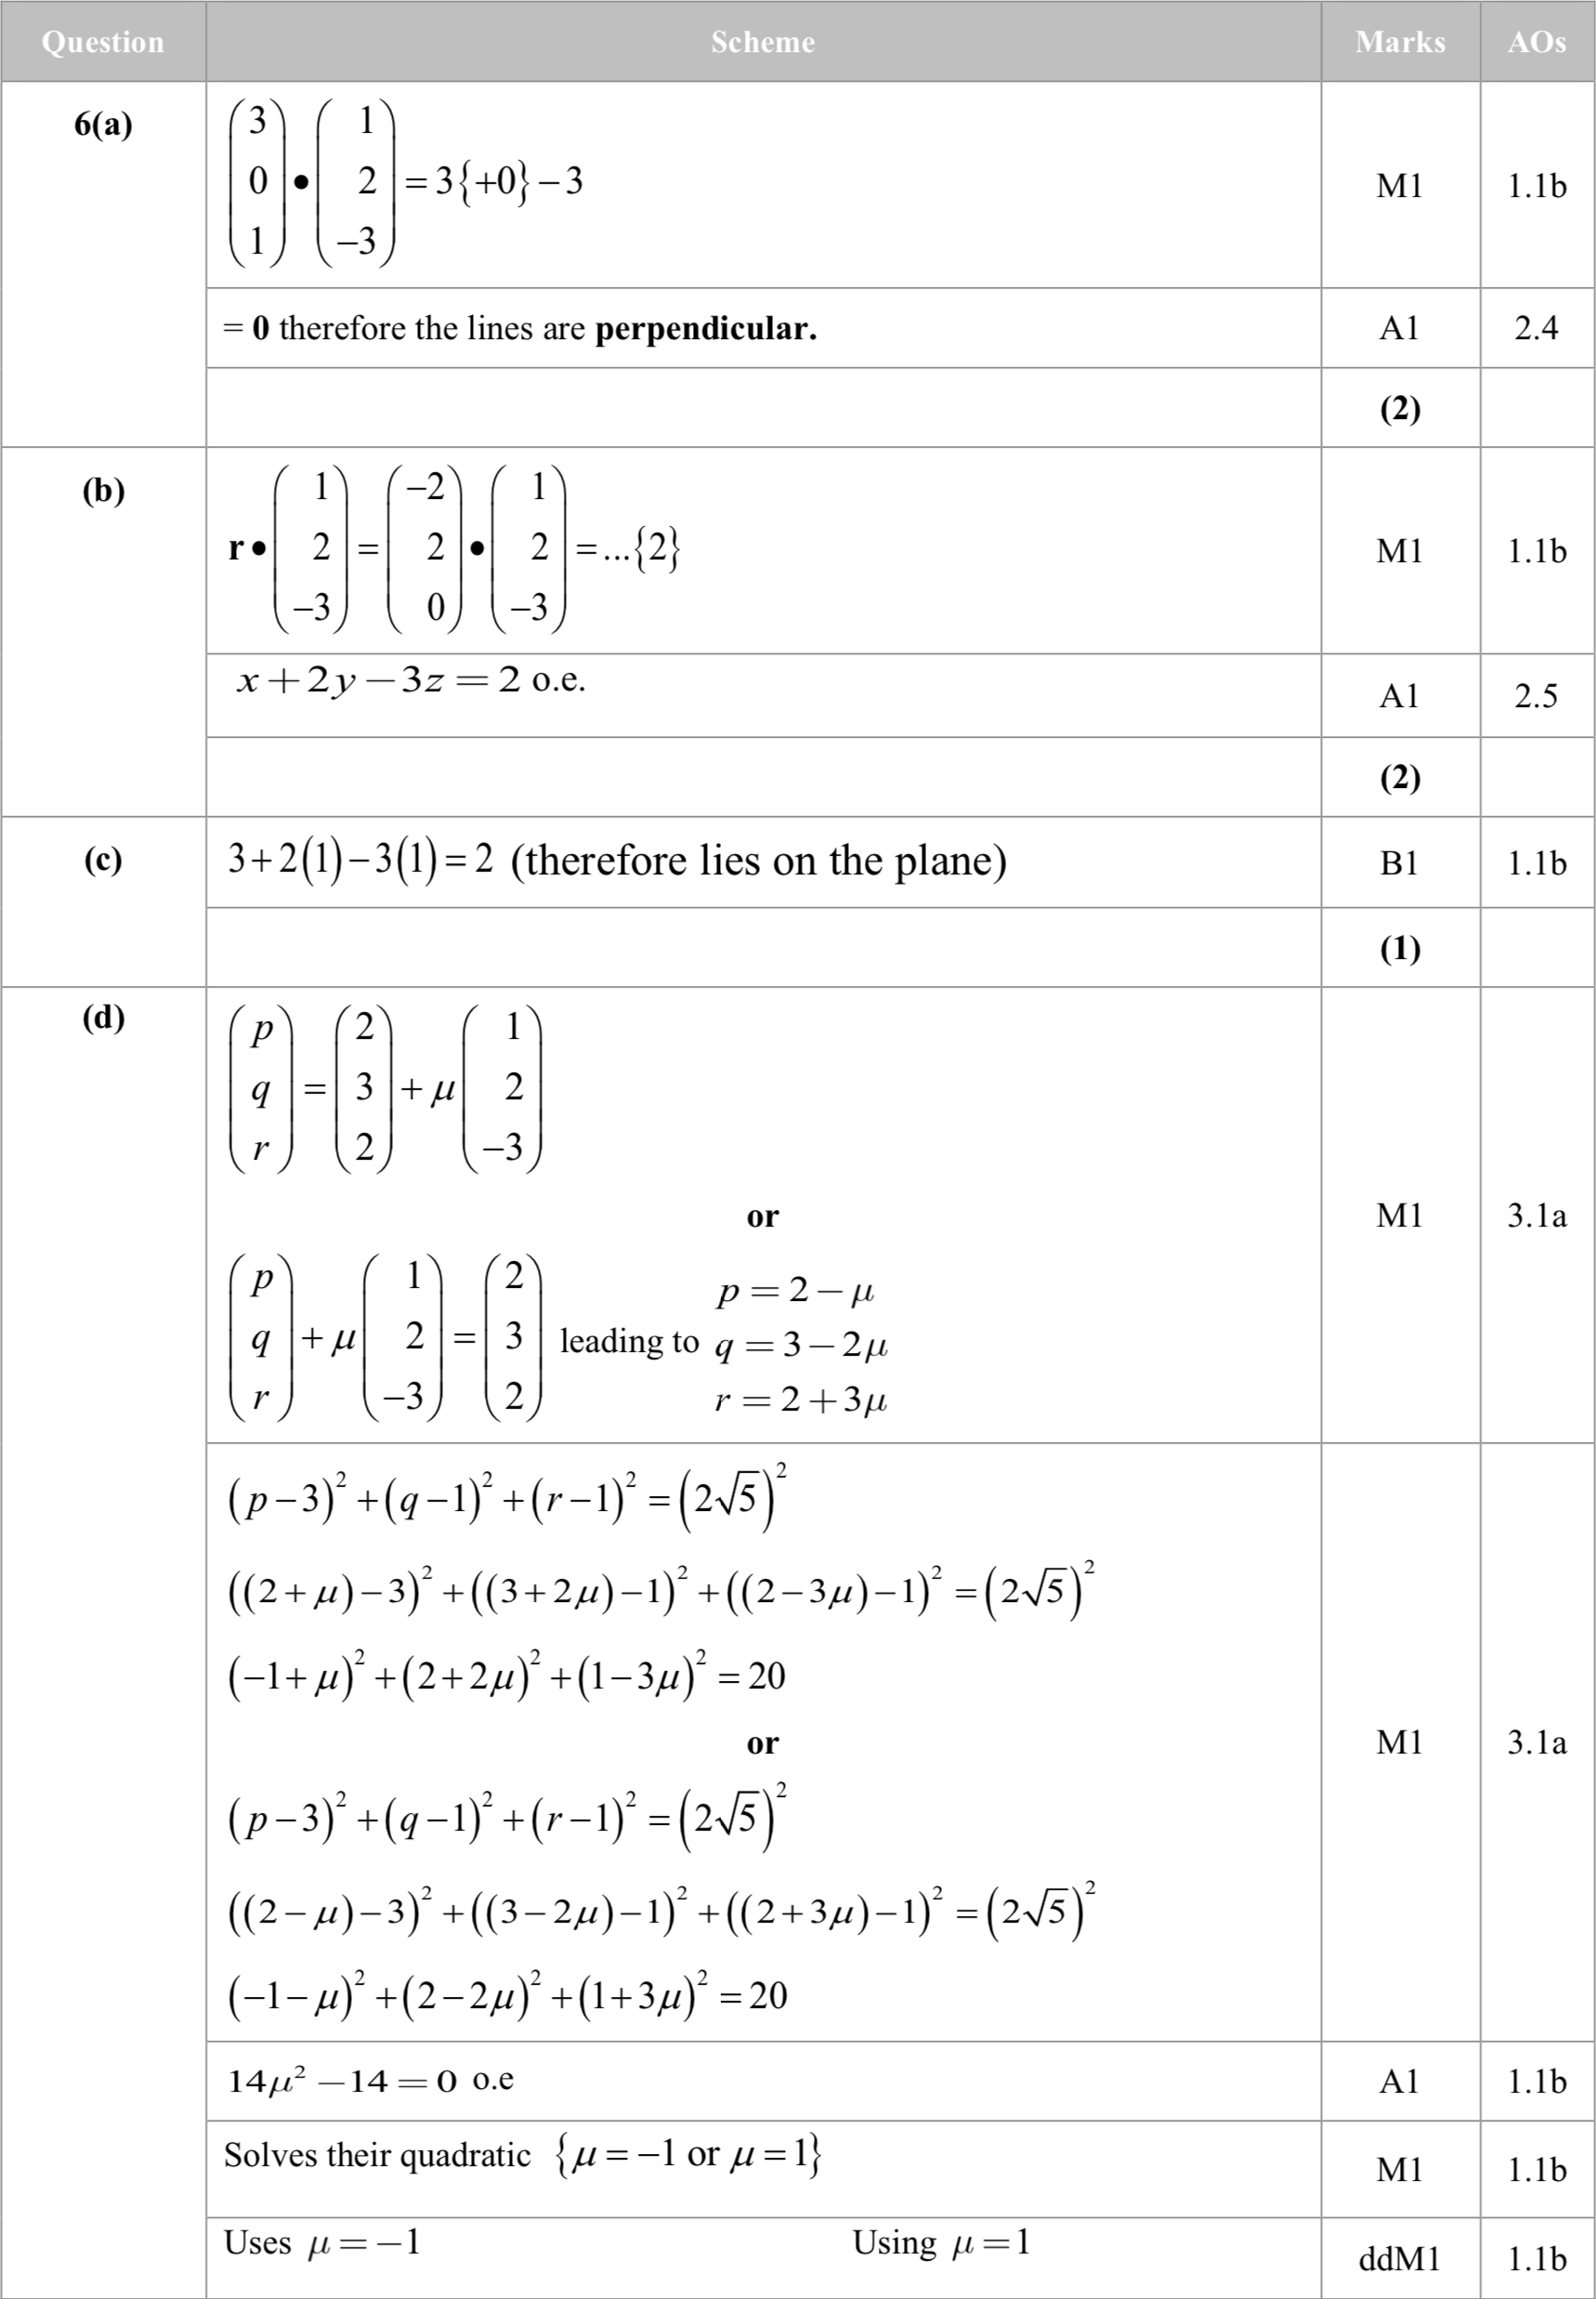 Question Scheme Marks AOs
6(a) $\begin{pmatrix} 3 \\ 0 \\ 1 \end{pmatrix} \bullet \begin{pmatrix} 1 \\ 2 \\ -3 \end{pmatrix} = 3\{+0\} - 3$ M1 1.1b
= **0** therefore the lines are **perpendicular.** A1 2.4
(2)
(b) $\mathbf{r} \bullet \begin{pmatrix} 1 \\ 2 \\ -3 \end{pmatrix} = \begin{pmatrix} -2 \\ 2 \\ 0 \end{pmatrix} \bullet \begin{pmatrix} 1 \\ 2 \\ -3 \end{pmatrix} = ...\{2\}$ M1 1.1b
$x + 2y - 3z = 2$ o.e. A1 2.5
(2)
(c) $3 + 2(1) - 3(1) = 2$ (therefore lies on the plane) B1 1.1b
(1)
(d) $\begin{pmatrix} p \\ q \\ r \end{pmatrix} = \begin{pmatrix} 2 \\ 3 \\ 2 \end{pmatrix} + \mu \begin{pmatrix} 1 \\ 2 \\ -3 \end{pmatrix}$
or M1 3.1a
$\begin{pmatrix} p \\ q \\ r \end{pmatrix} + \mu \begin{pmatrix} 1 \\ 2 \\ -3 \end{pmatrix} = \begin{pmatrix} 2 \\ 3 \\ 2 \end{pmatrix}$ leading to $\begin{matrix} p = 2 - \mu \\ q = 3 - 2\mu \\ r = 2 + 3\mu \end{matrix}$
$(p-3)^2 + (q-1)^2 + (r-1)^2 = (2\sqrt{5})^2$
$((2+\mu)-3)^2 + ((3+2\mu)-1)^2 + ((2-3\mu)-1)^2 = (2\sqrt{5})^2$
$(-1+\mu)^2 + (2+2\mu)^2 + (1-3\mu)^2 = 20$
or M1 3.1a
$(p-3)^2 + (q-1)^2 + (r-1)^2 = (2\sqrt{5})^2$
$((2-\mu)-3)^2 + ((3-2\mu)-1)^2 + ((2+3\mu)-1)^2 = (2\sqrt{5})^2$
$(-1-\mu)^2 + (2-2\mu)^2 + (1+3\mu)^2 = 20$
$14\mu^2 - 14 = 0$ o.e A1 1.1b
Solves their quadratic $\{\mu = -1 \text{ or } \mu = 1\}$ M1 1.1b
Uses $\mu = -1$ Using $\mu = 1$ ddM1 1.1b